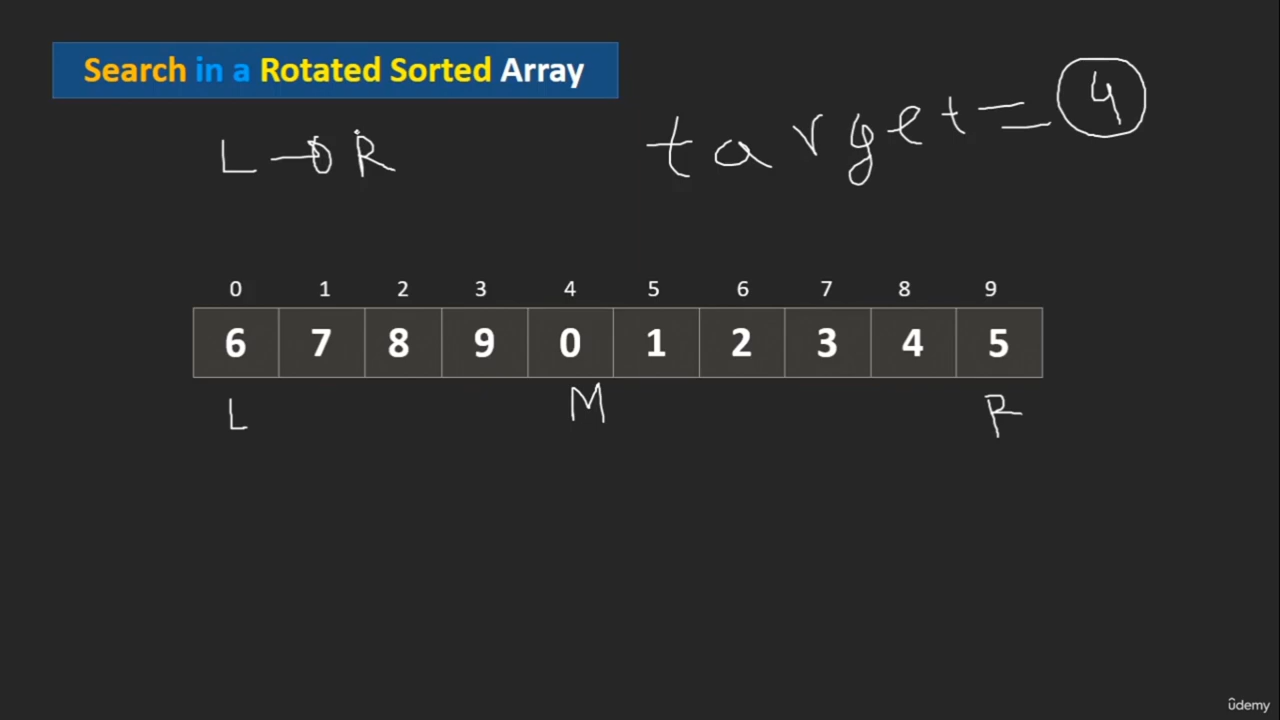 Search in a Rotated Sorted Array
target = 4
L → R
0 1 2 3 4 5 6 7 8 9
6 7 8 9 0 1 2 3 4 5
L M R
ûdemy